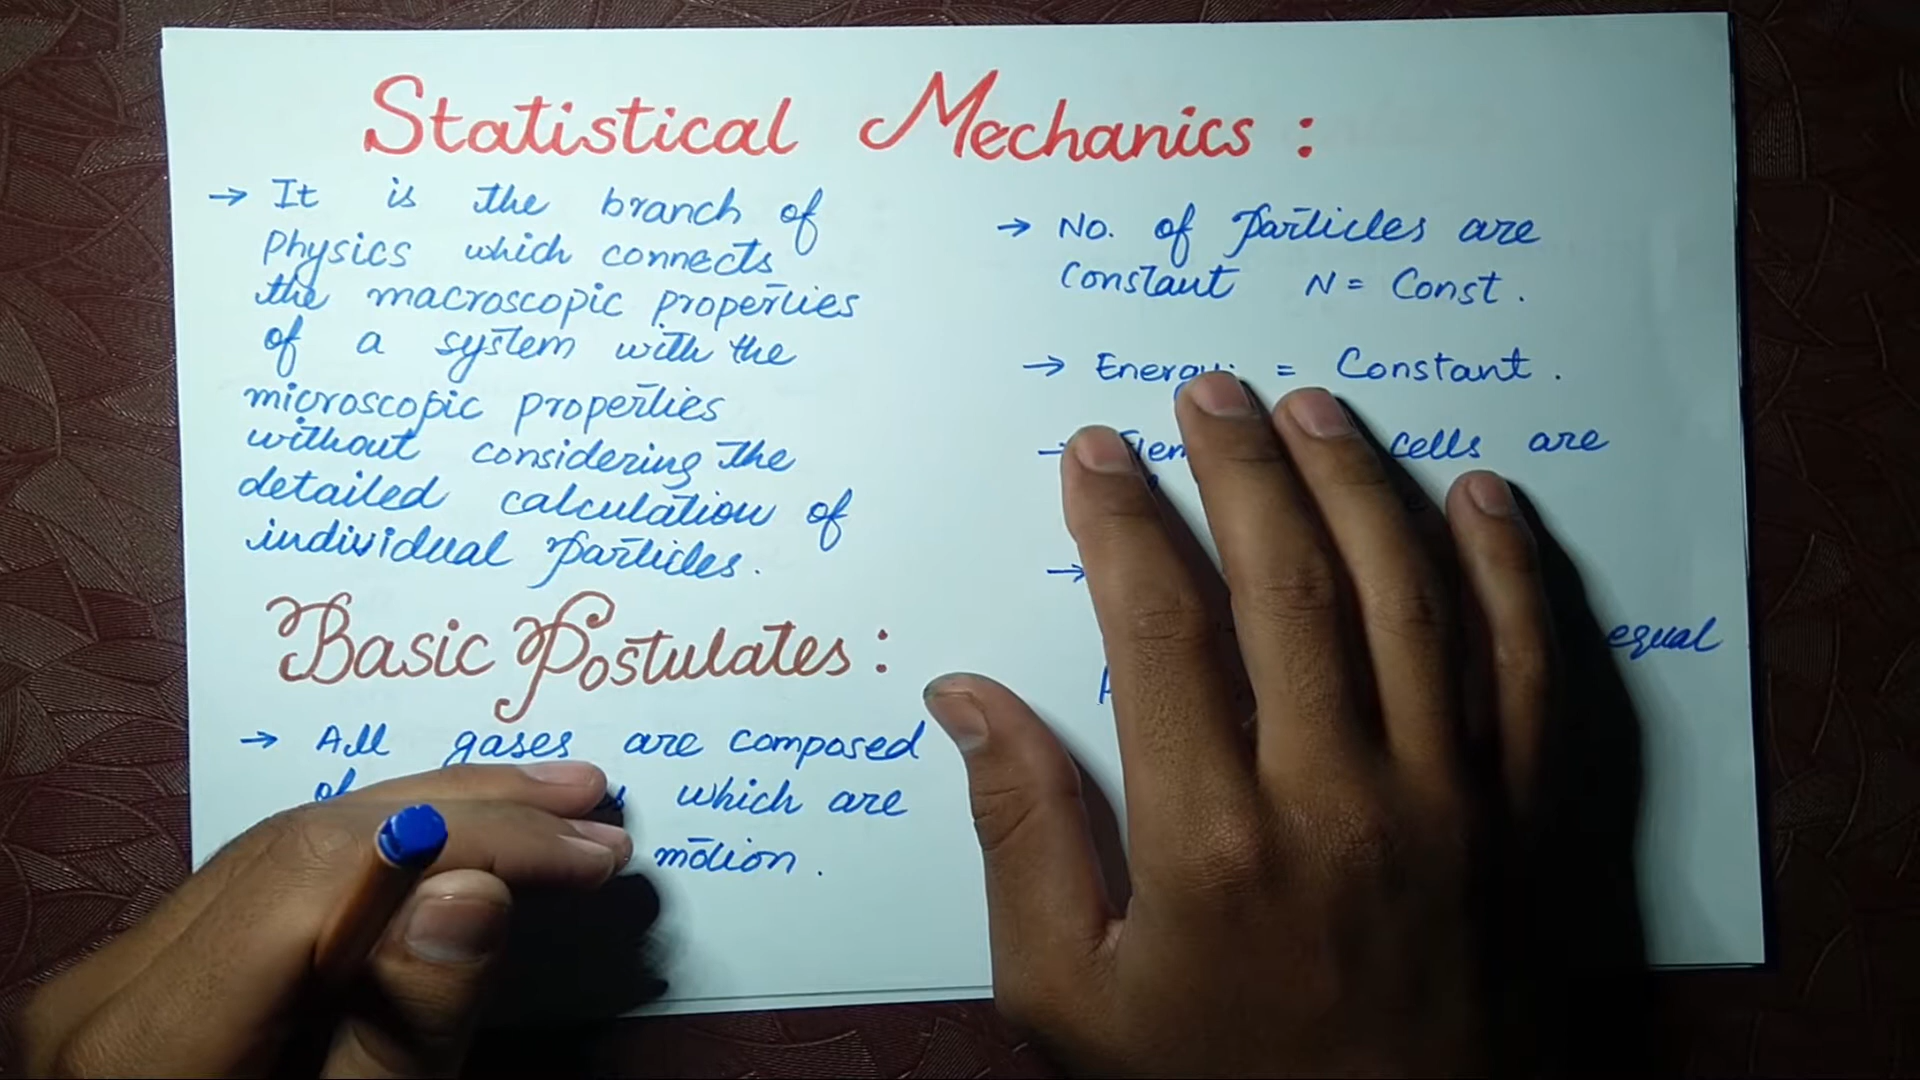 Statistical Mechanics :
→ It is the branch of
Physics which connects
the macroscopic properties
of a system with the
microscopic properties
without considering the
detailed calculation of
individual Particles.
Basic Postulates :
→ All gases are composed
of which are
motion .
→ No. of Particles are
Constant N = Const .
→ Energy = Constant .
→ cells are
→
equal